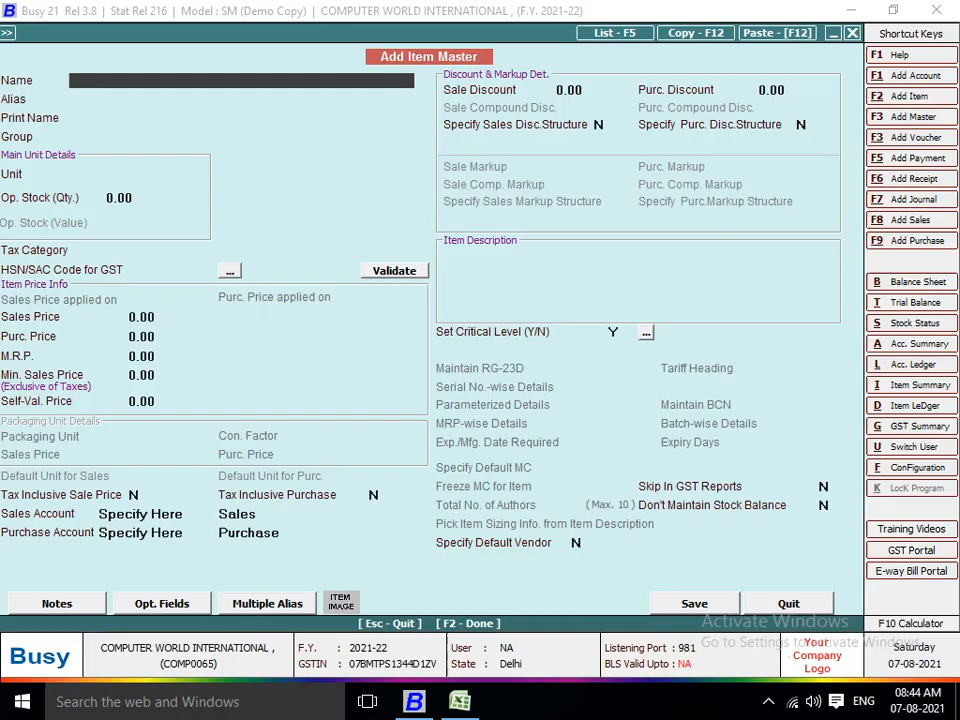 Busy 21 Rel 3.8 | Stat Rel 216 | Model : SM (Demo Copy) | COMPUTER WORLD INTERNATIONAL , (F.Y. 2021-22)
>> List - F5 Copy - F12 Paste - [F12]
Add Item Master
Name
Alias
Print Name
Group
Main Unit Details
Unit
Op. Stock (Qty.) 0.00
Op. Stock (Value)
Tax Category
HSN/SAC Code for GST ... Validate
Item Price Info
Sales Price applied on Purc. Price applied on
Sales Price 0.00
Purc. Price 0.00
M.R.P. 0.00
Min. Sales Price 0.00
(Exclusive of Taxes)
Self-Val. Price 0.00
Packaging Unit Details
Packaging Unit Con. Factor
Sales Price Purc. Price
Default Unit for Sales Default Unit for Purc.
Tax Inclusive Sale Price N Tax Inclusive Purchase N
Sales Account Specify Here Sales
Purchase Account Specify Here Purchase
Discount & Markup Det.
Sale Discount 0.00 Purc. Discount 0.00
Sale Compound Disc. Purc. Compound Disc.
Specify Sales Disc.Structure N Specify Purc. Disc.Structure N
Sale Markup Purc. Markup
Sale Comp. Markup Purc. Comp. Markup
Specify Sales Markup Structure Specify Purc.Markup Structure
Item Description
Set Critical Level (Y/N) Y ...
Maintain RG-23D Tariff Heading
Serial No.-wise Details
Parameterized Details Maintain BCN
MRP-wise Details Batch-wise Details
Exp./Mfg. Date Required Expiry Days
Specify Default MC
Freeze MC for Item Skip In GST Reports N
Total No. of Authors (Max. 10) Don't Maintain Stock Balance N
Pick Item Sizing Info. from Item Description
Specify Default Vendor N
Notes Opt. Fields Multiple Alias ITEM IMAGE Save Quit
[ Esc - Quit ] [ F2 - Done ]
Shortcut Keys
F1 Help
F1 Add Account
F2 Add Item
F3 Add Master
F3 Add Voucher
F5 Add Payment
F6 Add Receipt
F7 Add Journal
F8 Add Sales
F9 Add Purchase
B Balance Sheet
T Trial Balance
S Stock Status
A Acc. Summary
L Acc. Ledger
I Item Summary
D Item LeDger
G GST Summary
U Switch User
F ConFiguration
K LocK Program
Training Videos
GST Portal
E-way Bill Portal
F10 Calculator
Activate Windows
Go to Settings to activate Windows.
Busy
COMPUTER WORLD INTERNATIONAL ,
(COMP0065)
F.Y. : 2021-22
GSTIN : 07BMTPS1344D1ZV
User : NA
State : Delhi
Listening Port : 981
BLS Valid Upto : NA
Your
Company
Logo
Saturday
07-08-2021
Search the web and Windows
B
ENG
08:44 AM
07-08-2021